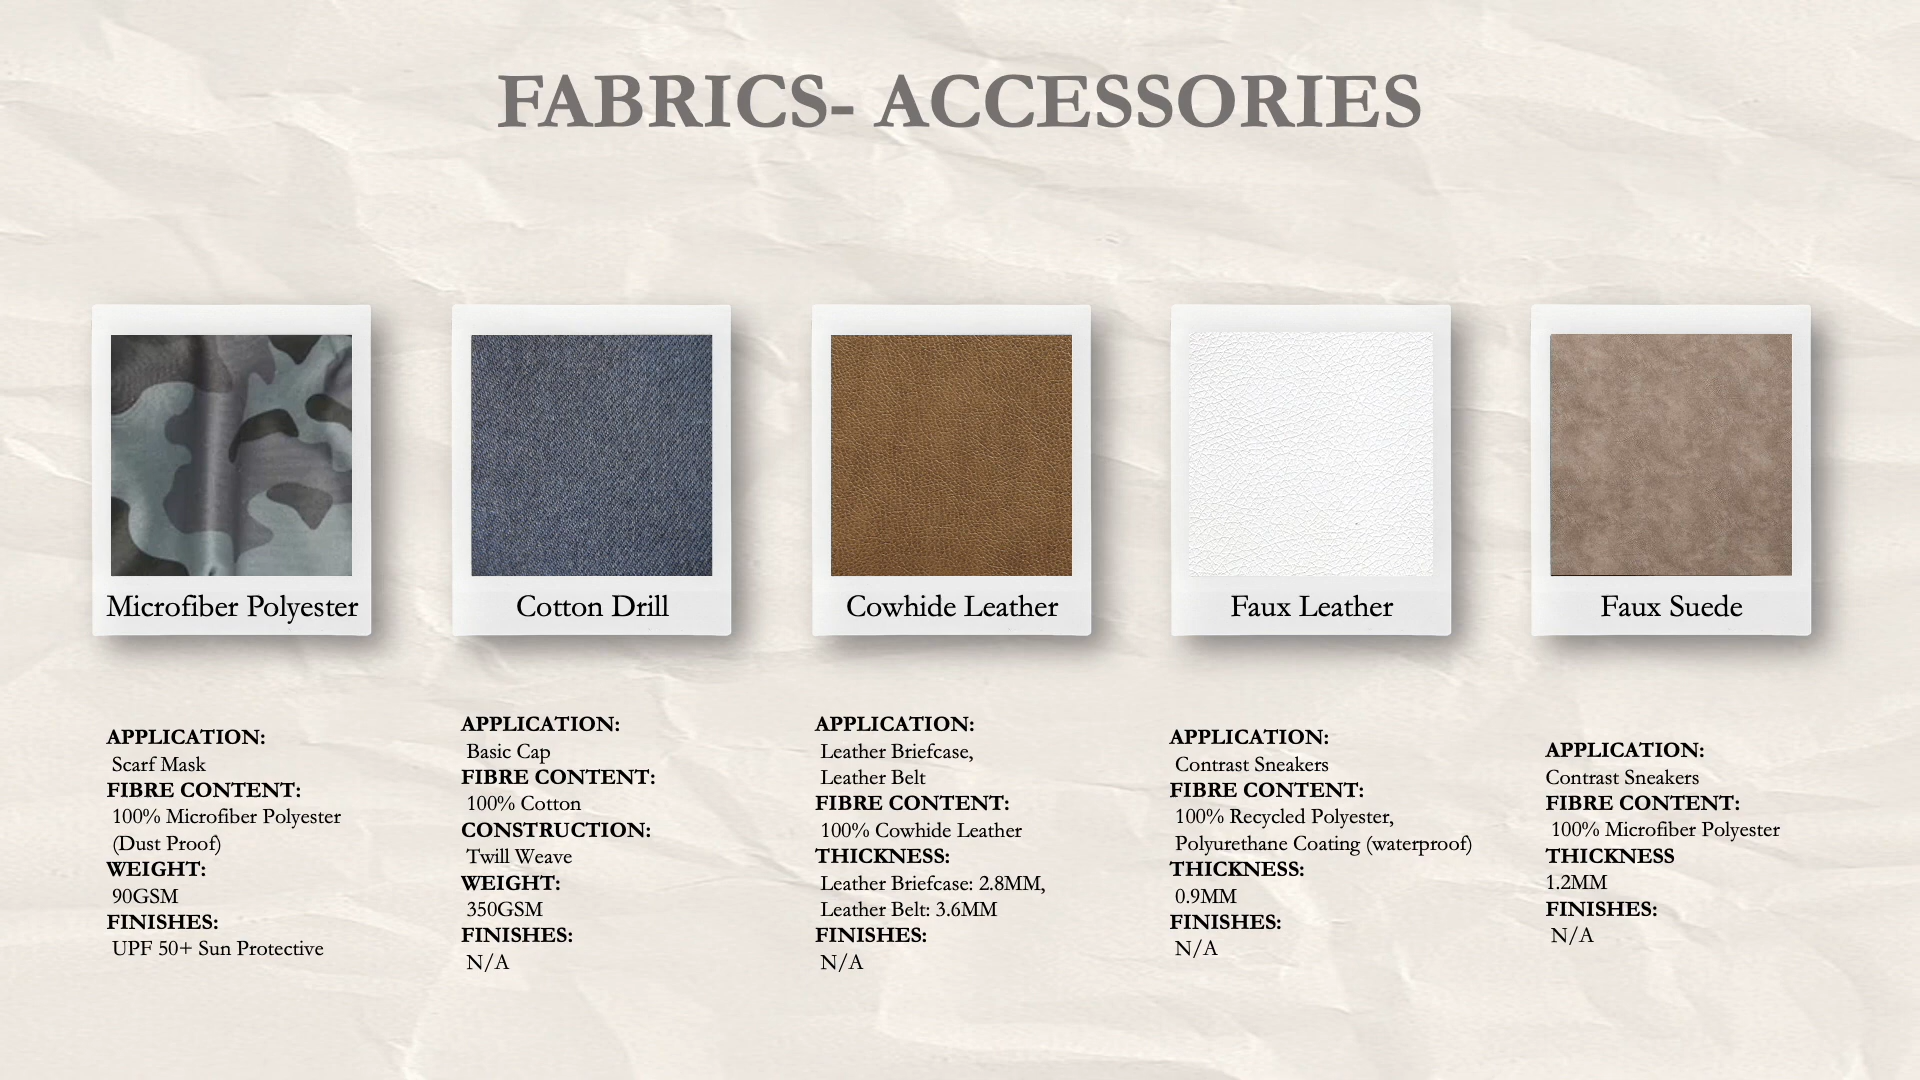 FABRICS- ACCESSORIES
Microfiber Polyester
Cotton Drill
Cowhide Leather
Faux Leather
Faux Suede
APPLICATION:
Scarf Mask
FIBRE CONTENT:
100% Microfiber Polyester
(Dust Proof)
WEIGHT:
90GSM
FINISHES:
UPF 50+ Sun Protective
APPLICATION:
Basic Cap
FIBRE CONTENT:
100% Cotton
CONSTRUCTION:
Twill Weave
WEIGHT:
350GSM
FINISHES:
N/A
APPLICATION:
Leather Briefcase,
Leather Belt
FIBRE CONTENT:
100% Cowhide Leather
THICKNESS:
Leather Briefcase: 2.8MM,
Leather Belt: 3.6MM
FINISHES:
N/A
APPLICATION:
Contrast Sneakers
FIBRE CONTENT:
100% Recycled Polyester,
Polyurethane Coating (waterproof)
THICKNESS:
0.9MM
FINISHES:
N/A
APPLICATION:
Contrast Sneakers
FIBRE CONTENT:
100% Microfiber Polyester
THICKNESS
1.2MM
FINISHES:
N/A